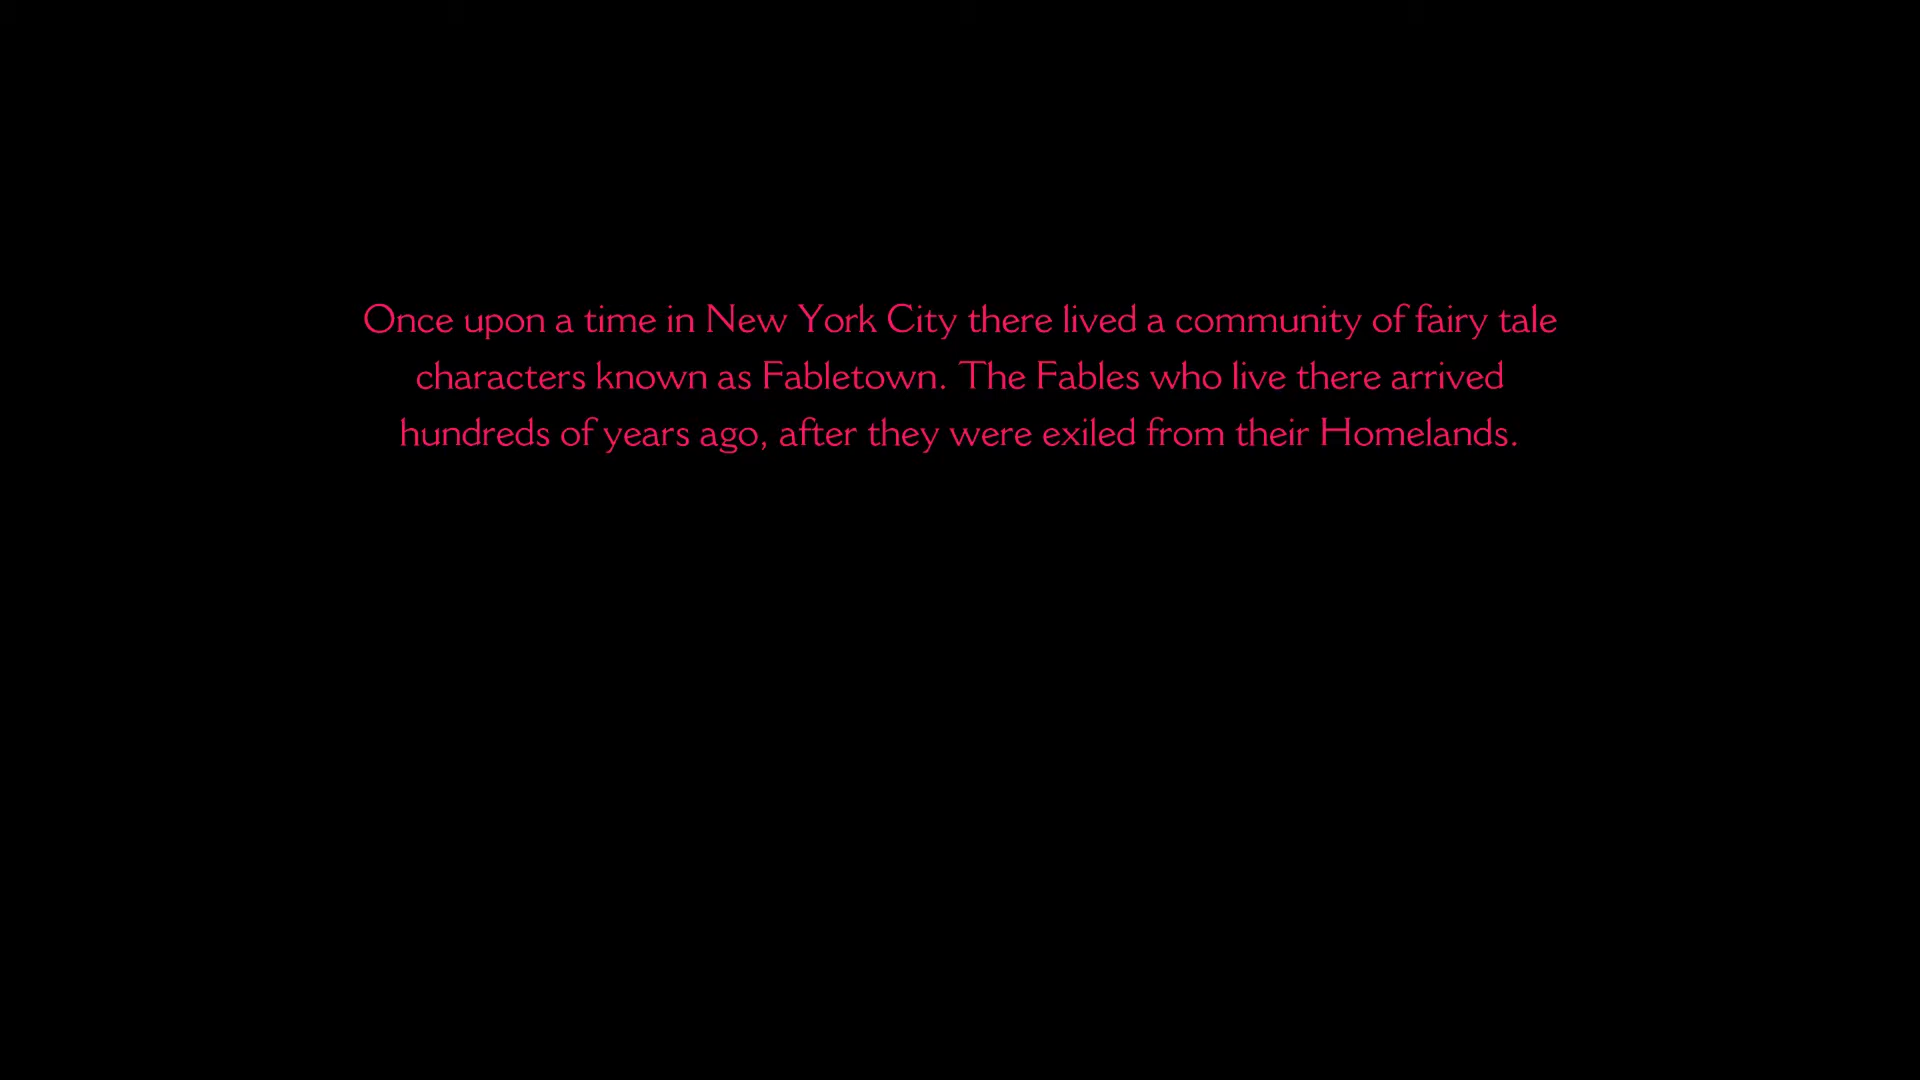 Once upon a time in New York City there lived a community of fairy tale
characters known as Fabletown. The Fables who live there arrived
hundreds of years ago, after they were exiled from their Homelands.